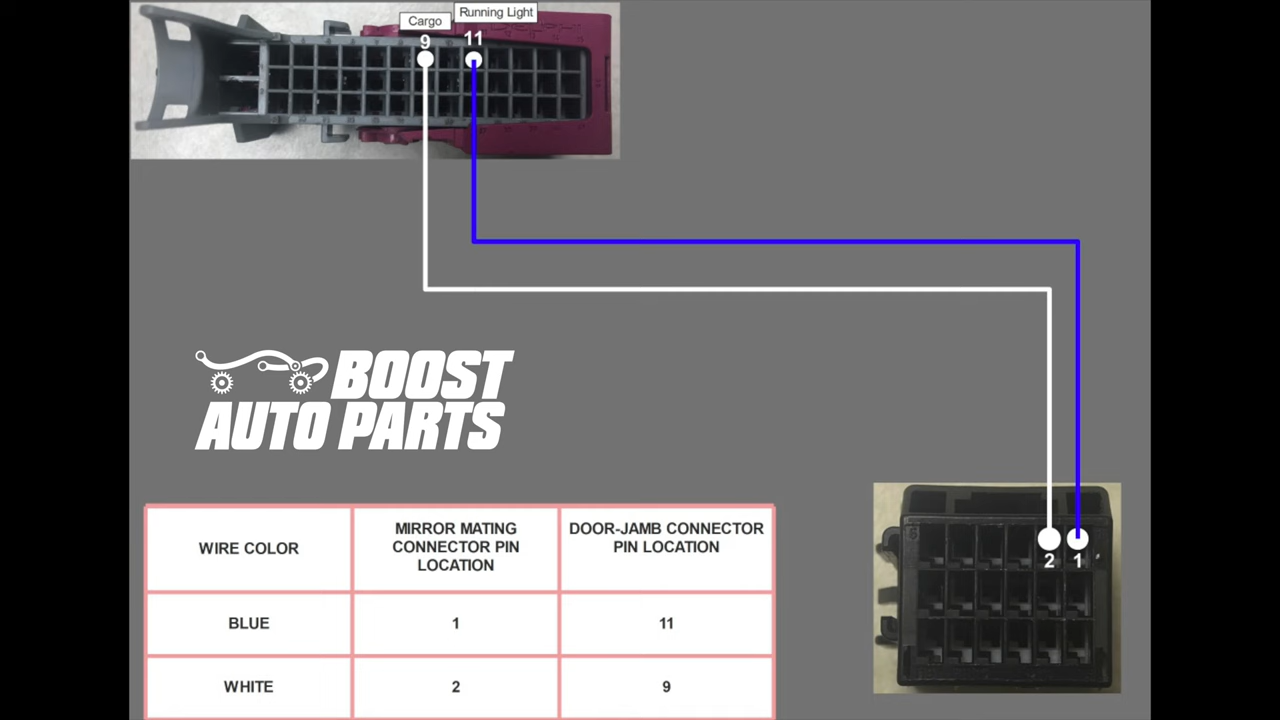 Cargo
Running Light
9
11
BOOST
AUTO PARTS
2
1
WIRE COLOR
MIRROR MATING
CONNECTOR PIN
LOCATION
DOOR-JAMB CONNECTOR
PIN LOCATION
BLUE
1
11
WHITE
2
9